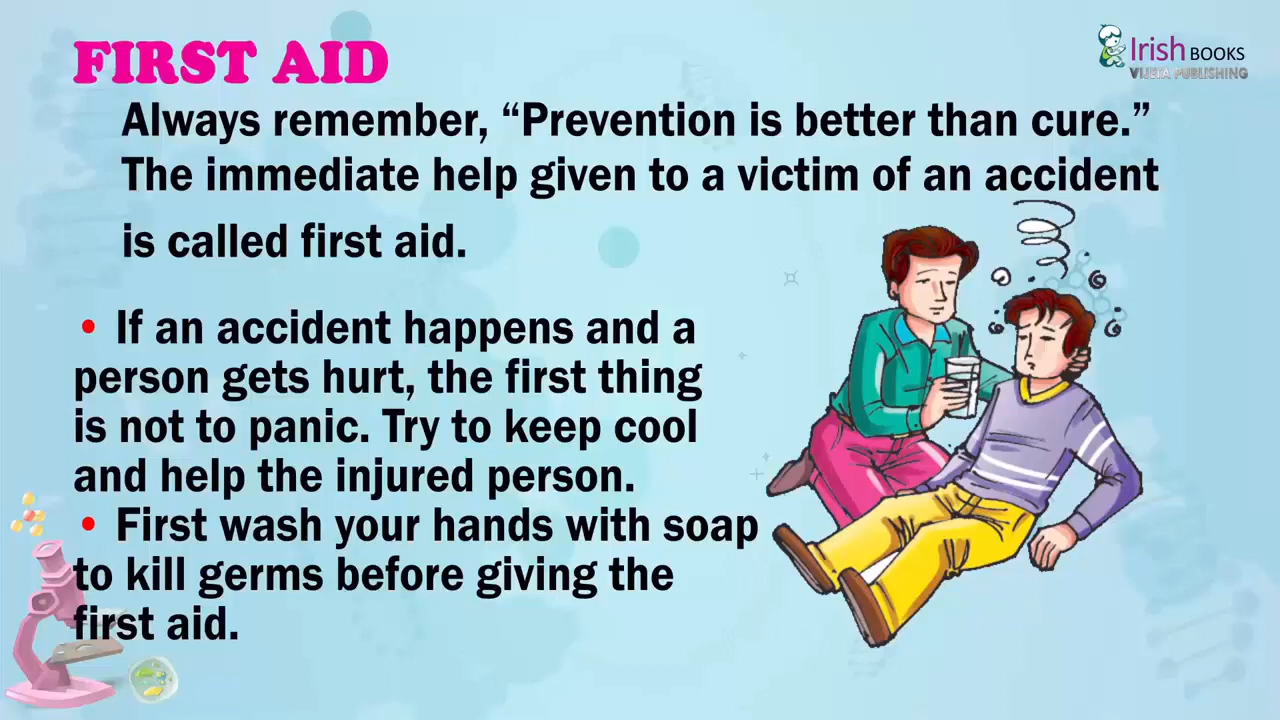 FIRST AID
Irish BOOKS
VIJETA PUBLISHING
Always remember, “Prevention is better than cure.”
The immediate help given to a victim of an accident
is called first aid.
• If an accident happens and a
person gets hurt, the first thing
is not to panic. Try to keep cool
and help the injured person.
• First wash your hands with soap
to kill germs before giving the
first aid.